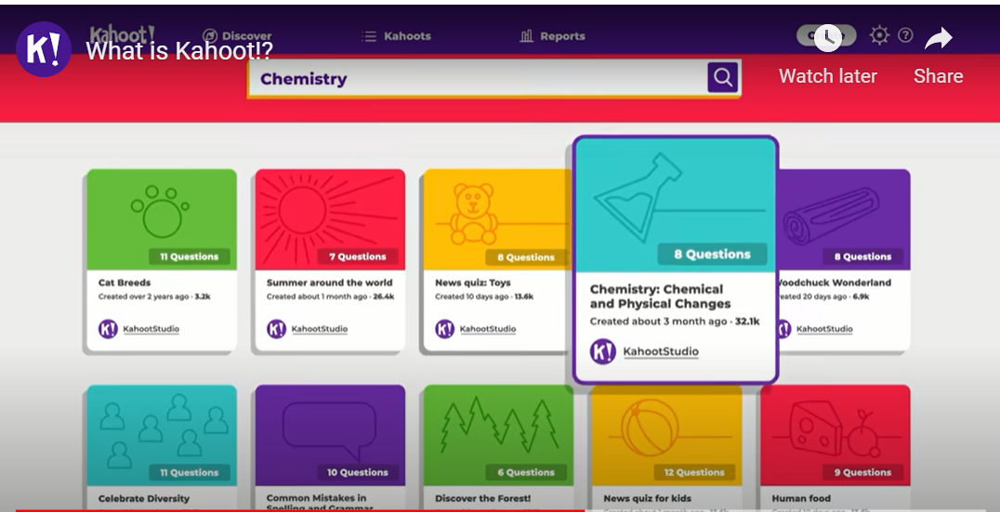 Kahoot!
Discover
Kahoots
Reports
K!
What is Kahoot!?
Watch later
Share
Chemistry
11 Questions
Cat Breeds
Created over 2 years ago · 3.2k
K!
KahootStudio
7 Questions
Summer around the world
Created about 1 month ago · 26.4k
K!
KahootStudio
8 Questions
News quiz: Toys
Created 10 days ago · 13.6k
K!
KahootStudio
8 Questions
Chemistry: Chemical
and Physical Changes
Created about 3 month ago · 32.1k
K!
KahootStudio
8 Questions
oodchuck Wonderland
eated 20 days ago · 6.9k
KahootStudio
11 Questions
Celebrate Diversity
10 Questions
Common Mistakes in
Spelling and Grammar
6 Questions
Discover the Forest!
12 Questions
News quiz for kids
9 Questions
Human food